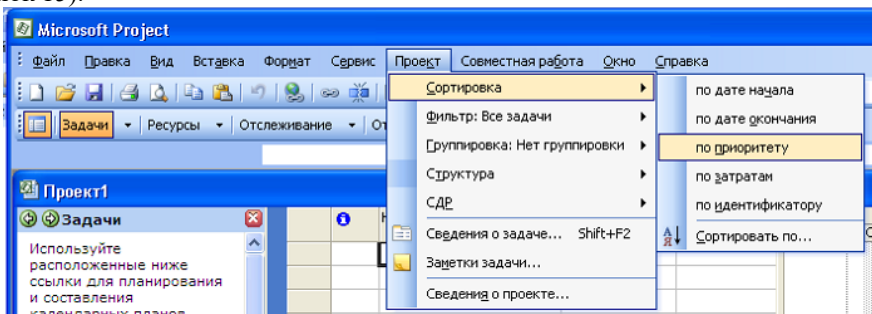 Microsoft Project
Файл Правка Вид Вставка Формат Сервис Проект Совместная работа Окно Справка
Сортировка
по дате начала
Задачи Ресурсы Отслеживание
Фильтр: Все задачи
по дате окончания
Группировка: Нет группировки
по приоритету
Структура
по затратам
Проект1
СДР
по идентификатору
Задачи
Сведения о задаче... Shift+F2
Сортировать по...
Используйте
расположенные ниже
ссылки для планирования
и составления
Заметки задачи...
Сведения о проекте...